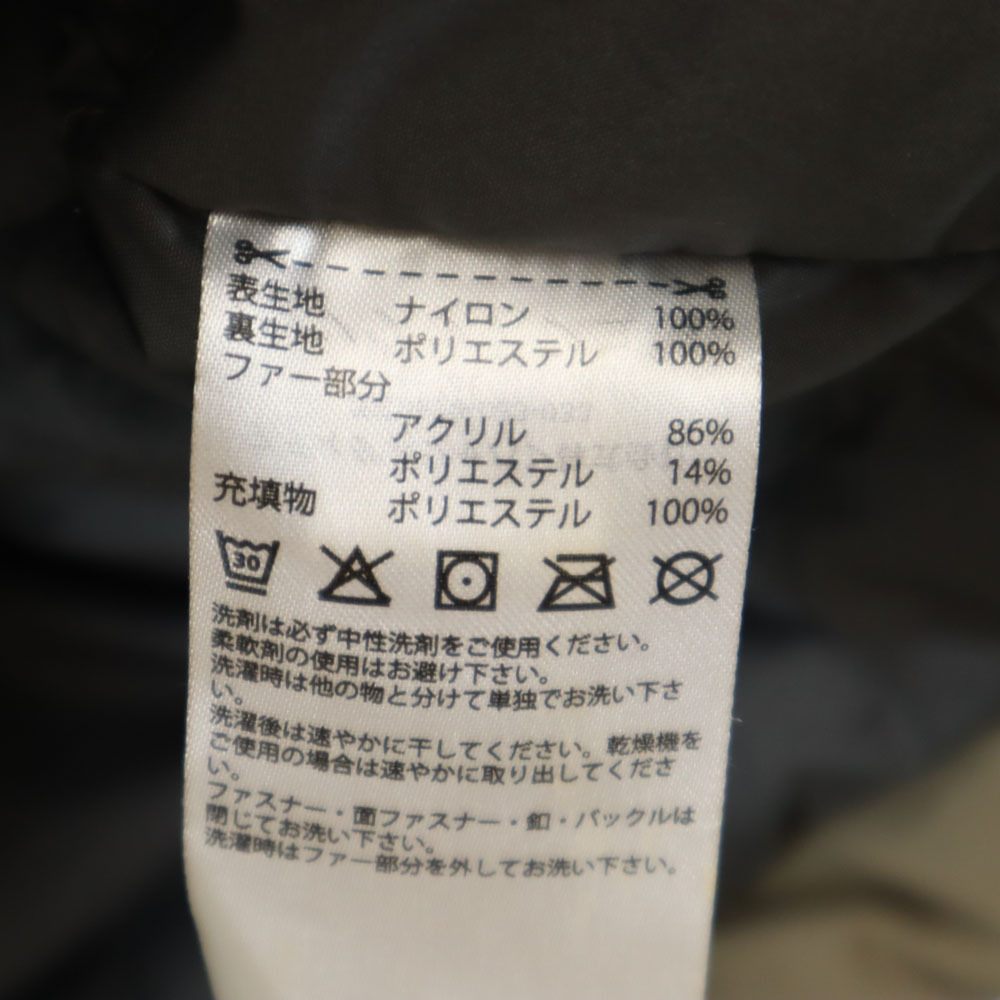 表生地 ナイロン 100%
裏生地 ポリエステル 100%
ファー部分
アクリル 86%
ポリエステル 14%
充填物 ポリエステル 100%
30
洗剤は必ず中性洗剤をご使用ください。
柔軟剤の使用はお避け下さい。
洗濯時は他の物と分けて単独でお洗い下さ
い。
洗濯後は速やかに干してください。乾燥機を
ご使用の場合は速やかに取り出してくださ
い。
ファスナー・面ファスナー・釦・バックルは
閉じてお洗い下さい。
洗濯時はファー部分を外してお洗い下さい。